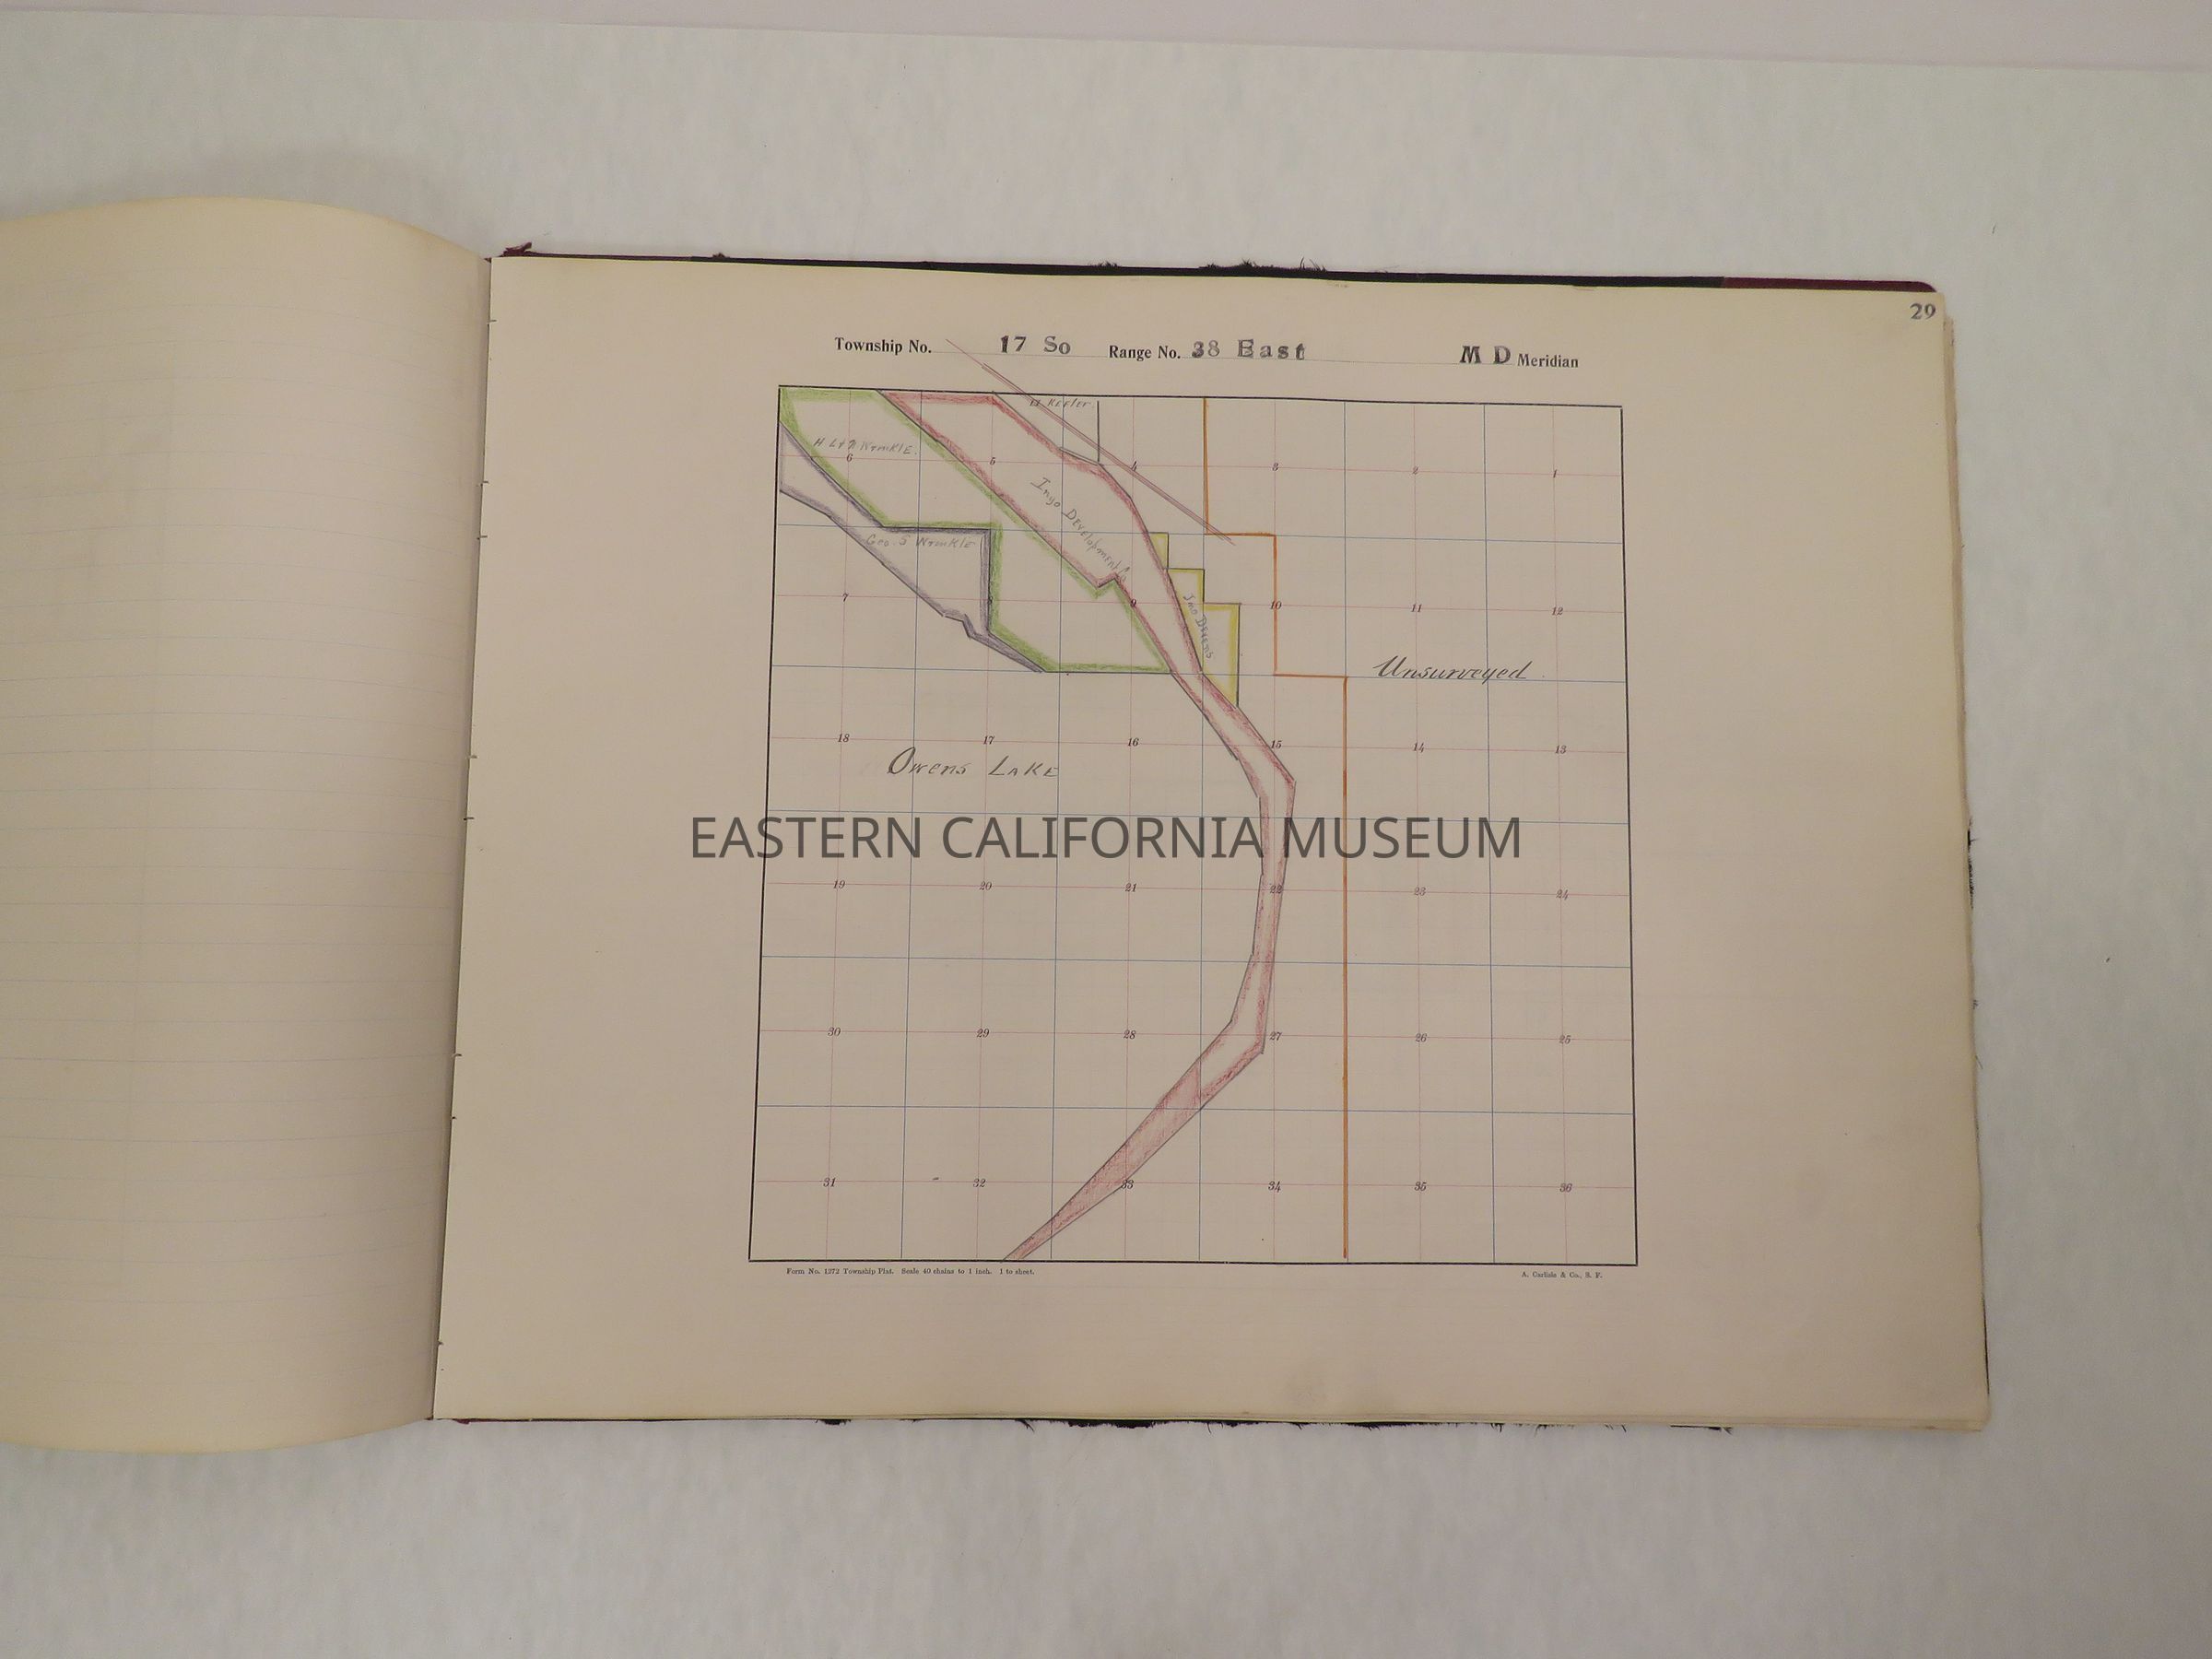 29
Township No. 17 So Range No. 38 East M D Meridian
Keeler
H L & Wrinkle.
6 5 4 3 2 1
Inyo Development Co
Geo. S Wrinkle
7 8 9 10 11 12
Jno Deens
Unsurveyed
18 17 16 15 14 13
Owens Lake
EASTERN CALIFORNIA MUSEUM
19 20 21 22 23 24
30 29 28 27 26 25
31 32 33 34 35 36
Form No. 1272 Township Plat. Scale 40 chains to 1 inch. 1 to sheet.
A. Carlisle & Co., S. F.